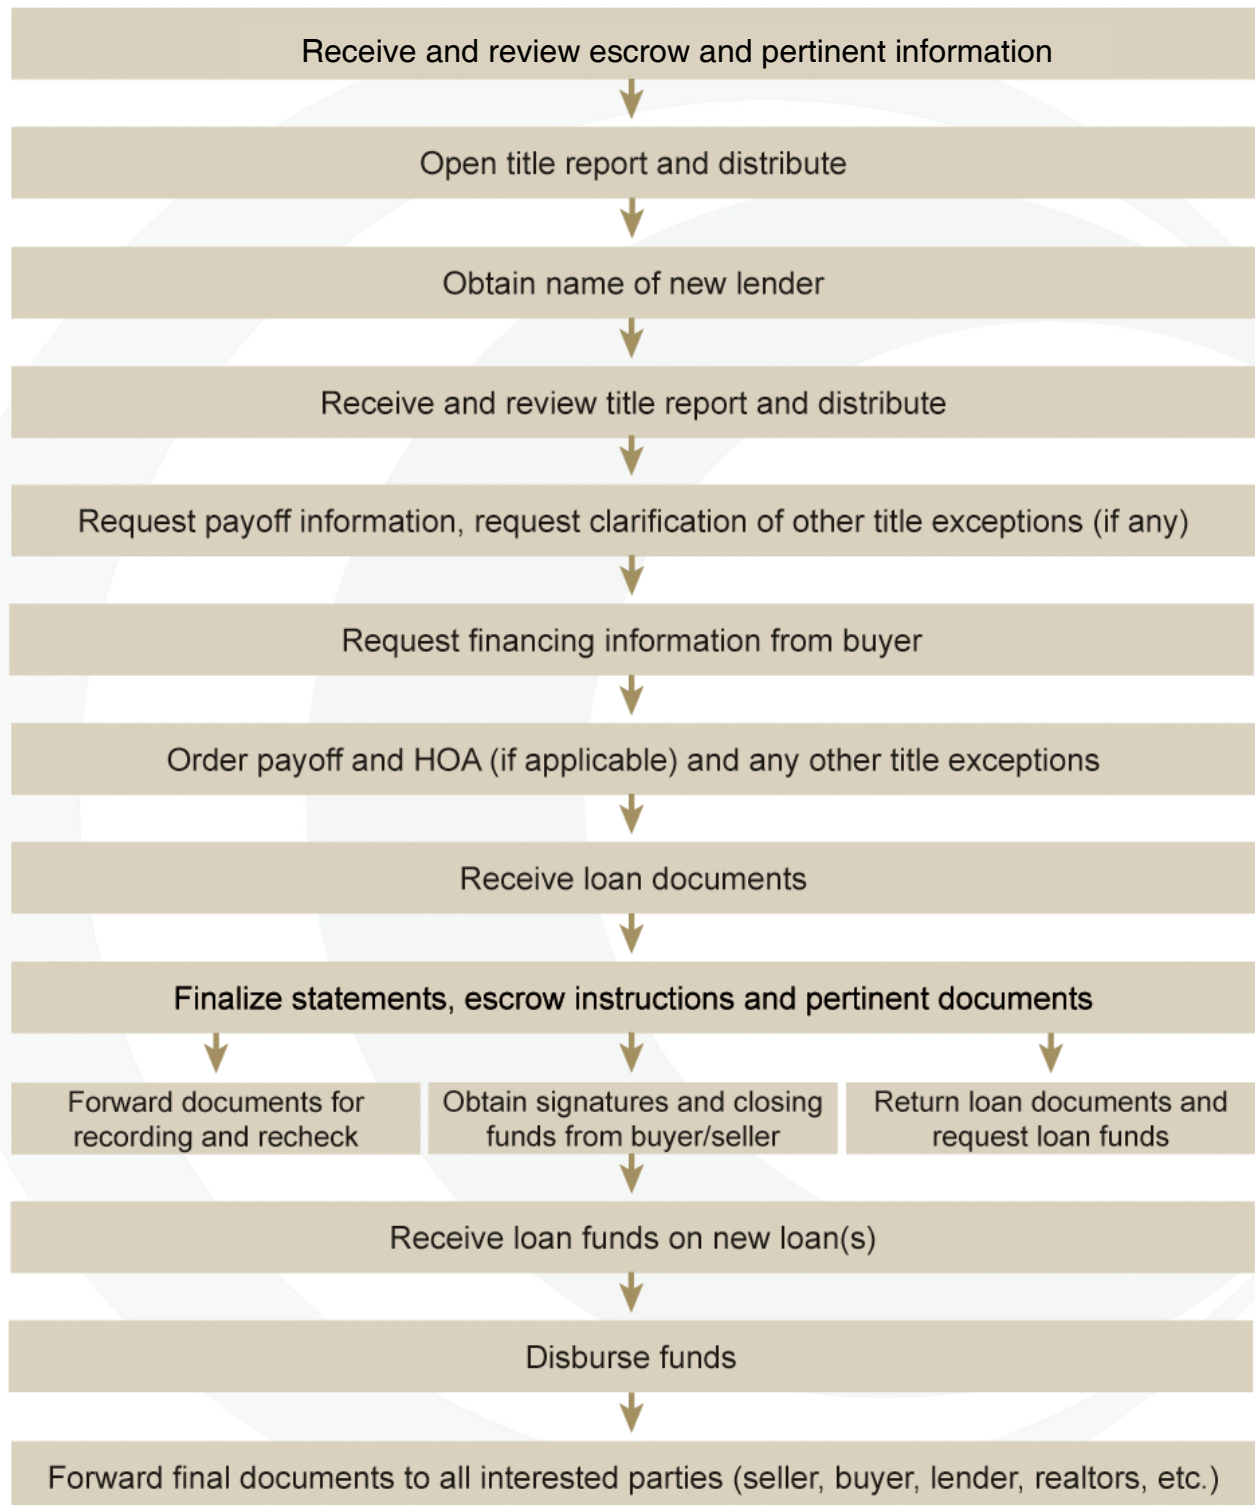 Receive and review escrow and pertinent information
Open title report and distribute
Obtain name of new lender
Receive and review title report and distribute
Request payoff information, request clarification of other title exceptions (if any)
Request financing information from buyer
Order payoff and HOA (if applicable) and any other title exceptions
Receive loan documents
Finalize statements, escrow instructions and pertinent documents
Forward documents for
recording and recheck
Obtain signatures and closing
funds from buyer/seller
Return loan documents and
request loan funds
Receive loan funds on new loan(s)
Disburse funds
Forward final documents to all interested parties (seller, buyer, lender, realtors, etc.)